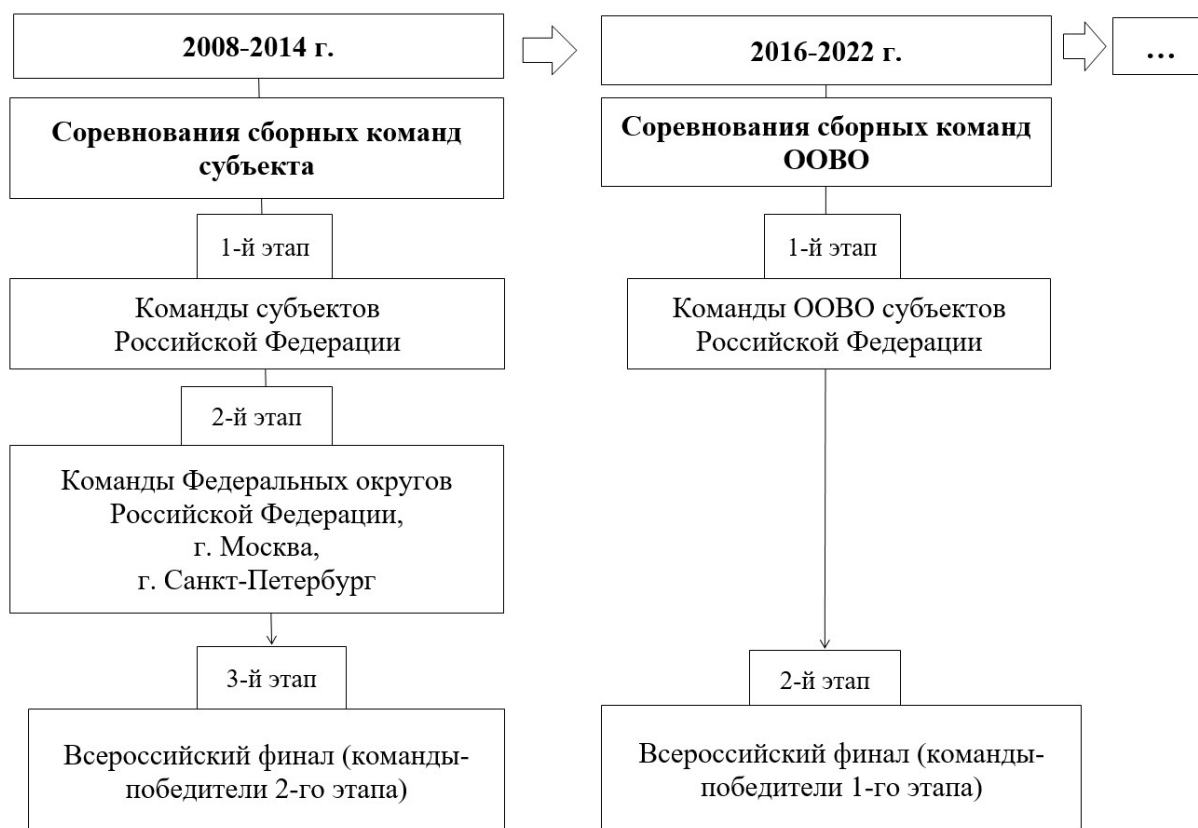 2008-2014 г.
Соревнования сборных команд
субъекта
1-й этап
Команды субъектов
Российской Федерации
2-й этап
Команды Федеральных округов
Российской Федерации,
г. Москва,
г. Санкт-Петербург
3-й этап
Всероссийский финал (команды-
победители 2-го этапа)
2016-2022 г.
Соревнования сборных команд
ООВО
1-й этап
Команды ООВО субъектов
Российской Федерации
2-й этап
Всероссийский финал (команды-
победители 1-го этапа)
...